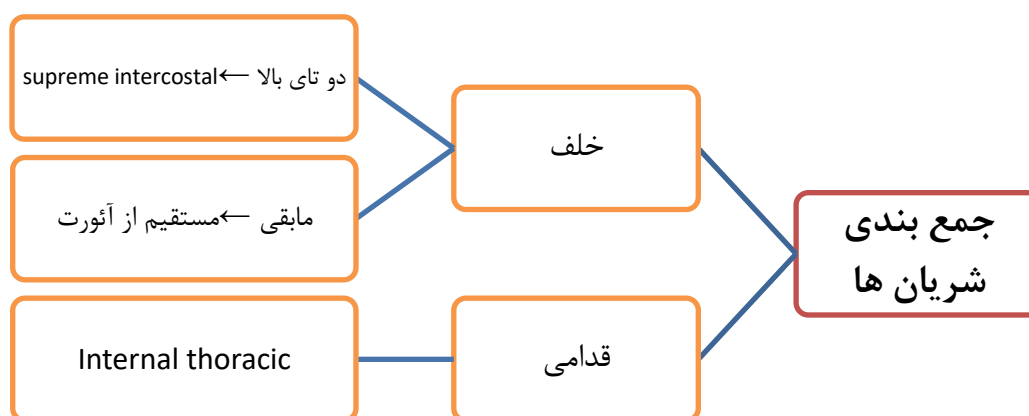 جمع بندی
شریان ها
خلف
دو تای بالا ←supreme intercostal
مابقی ←مستقیم از آئورت
قدامی
Internal thoracic